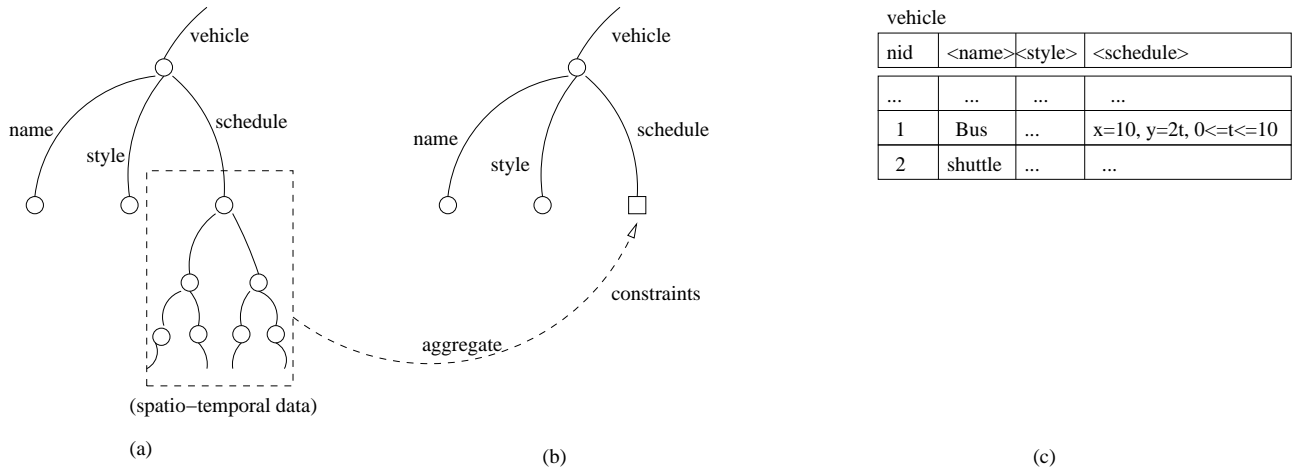 vehicle
name
style
schedule
(spatio−temporal data)
(a)
vehicle
name
style
schedule
constraints
aggregate
(b)
vehicle
nid <name> <style> <schedule>
... ... ... ...
1 Bus ... x=10, y=2t, 0<=t<=10
2 shuttle ... ...
(c)